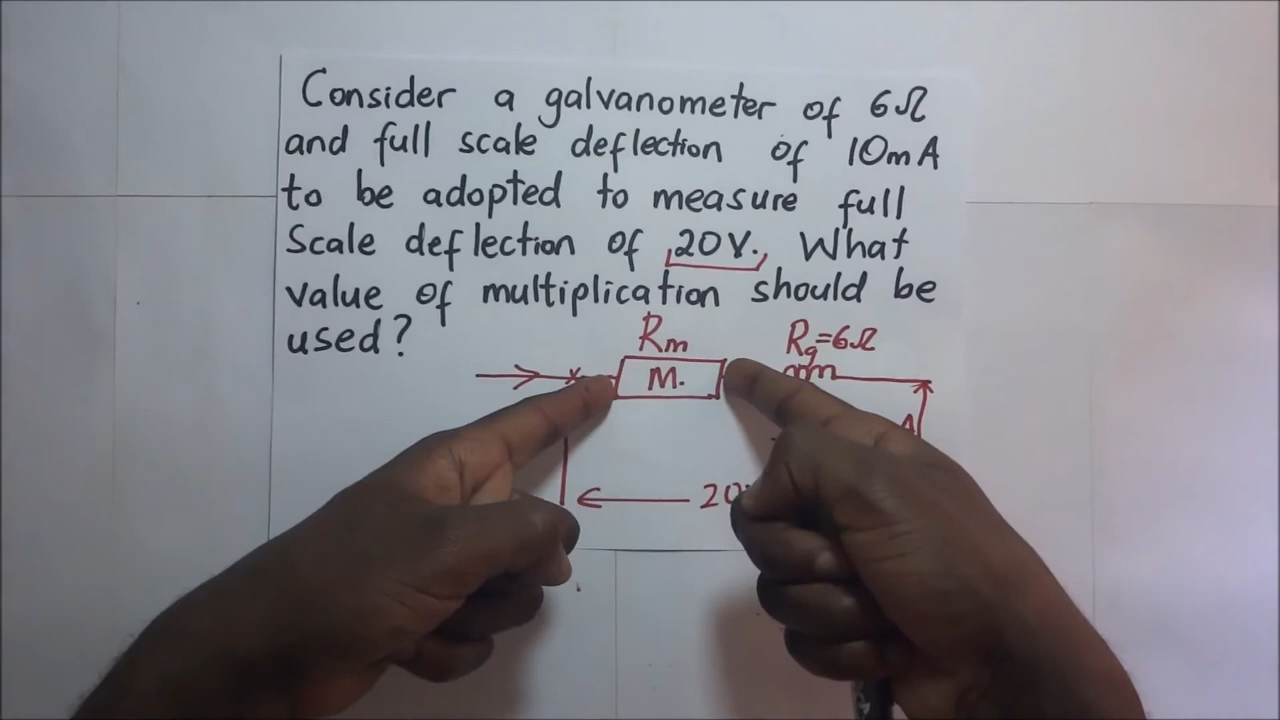 Consider a galvanometer of 6Ω
and full scale deflection of 10mA
to be adopted to measure full
Scale deflection of 20V. What
value of multiplication should be
used?
Rm Rg=6Ω
M.
20